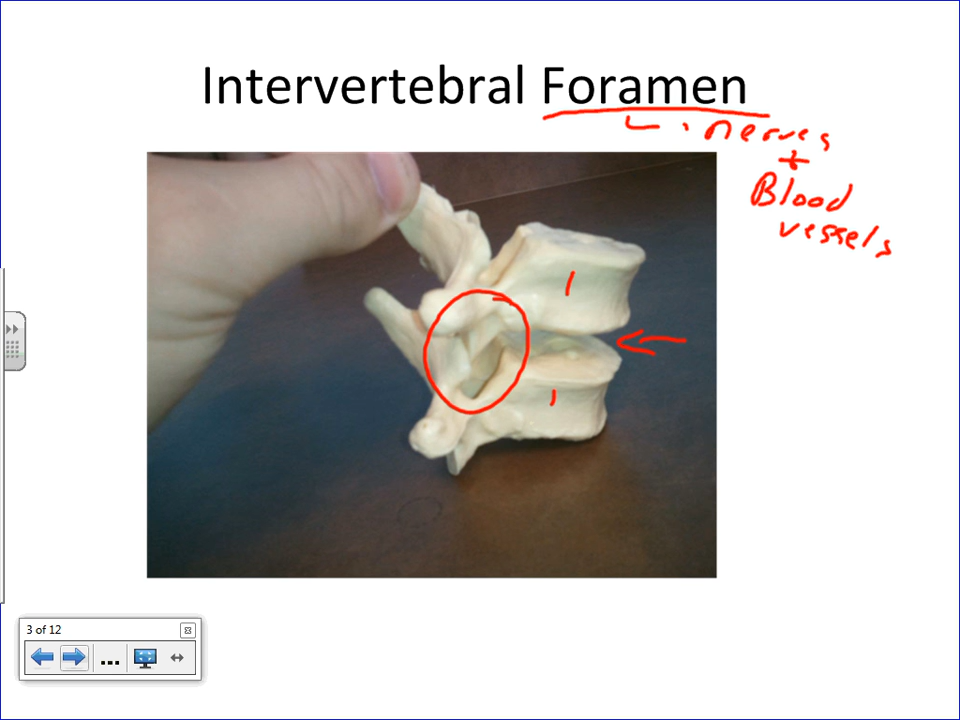 Intervertebral Foramen
nerves
+
Blood
vessels
3 of 12
...